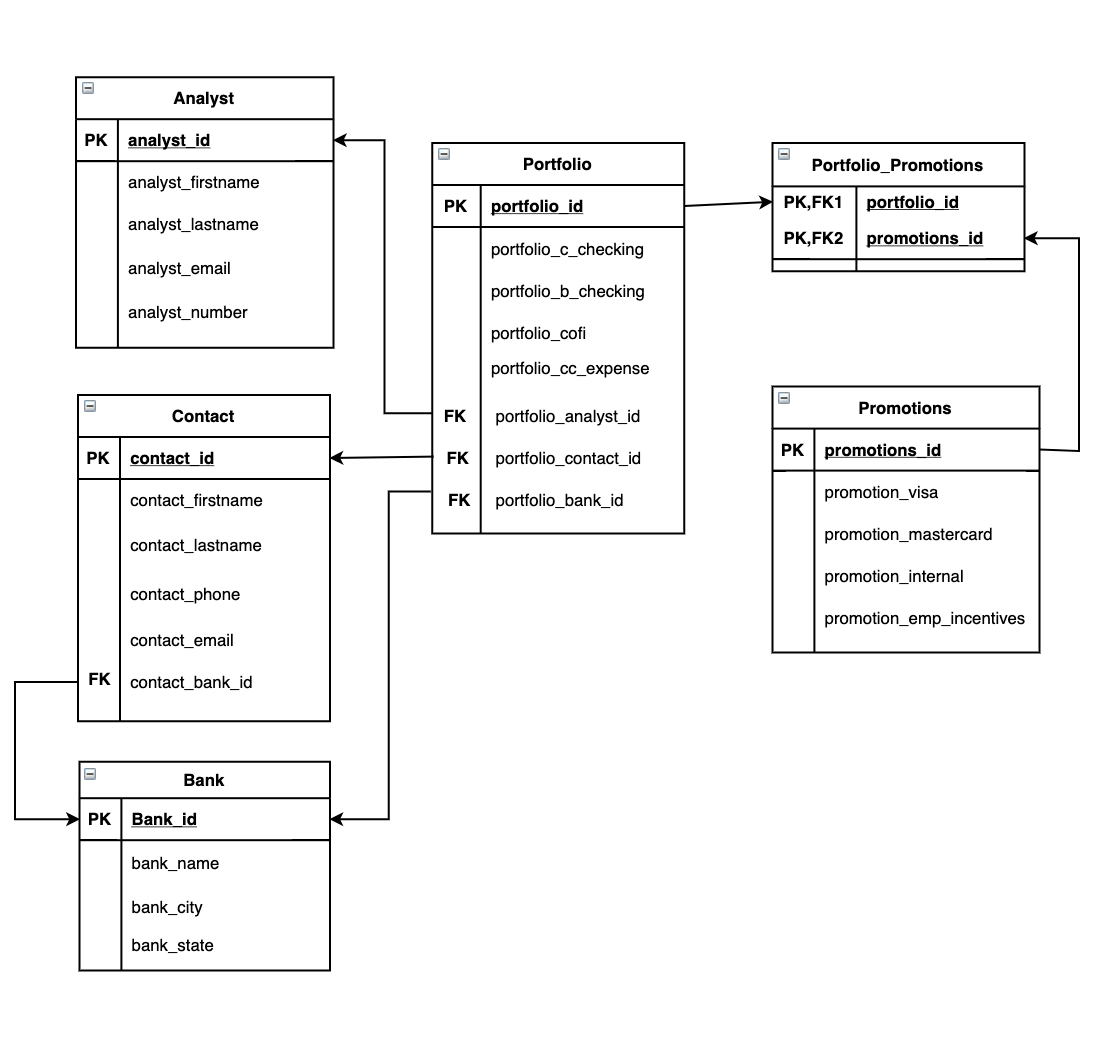 Analyst
PK analyst_id
analyst_firstname
analyst_lastname
analyst_email
analyst_number
Contact
PK contact_id
contact_firstname
contact_lastname
contact_phone
contact_email
FK contact_bank_id
Bank
PK Bank_id
bank_name
bank_city
bank_state
Portfolio
PK portfolio_id
portfolio_c_checking
portfolio_b_checking
portfolio_cofi
portfolio_cc_expense
FK portfolio_analyst_id
FK portfolio_contact_id
FK portfolio_bank_id
Portfolio_Promotions
PK,FK1 portfolio_id
PK,FK2 promotions_id
Promotions
PK promotions_id
promotion_visa
promotion_mastercard
promotion_internal
promotion_emp_incentives